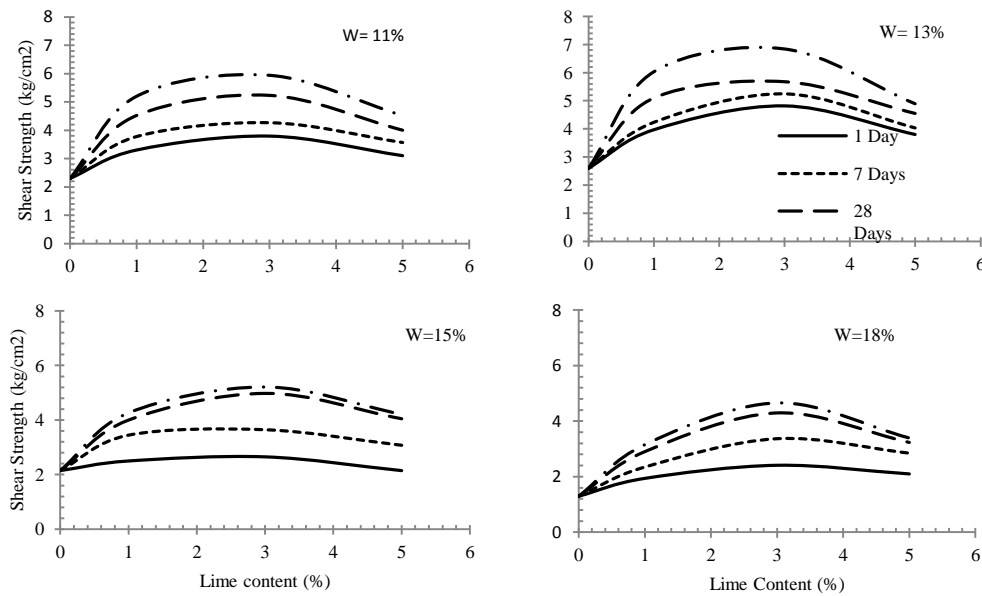 W= 11%
Shear Strength (kg/cm2)
8
7
6
5
4
3
2
1
0
0 1 2 3 4 5 6
W= 13%
8
7
6
5
4
3
2
1
0
1 Day
7 Days
28
Days
0 1 2 3 4 5 6
W=15%
Shear Strength (kg/cm2)
8
6
4
2
0
0 1 2 3 4 5 6
Lime content (%)
W=18%
8
6
4
2
0
0 1 2 3 4 5 6
Lime Content (%)